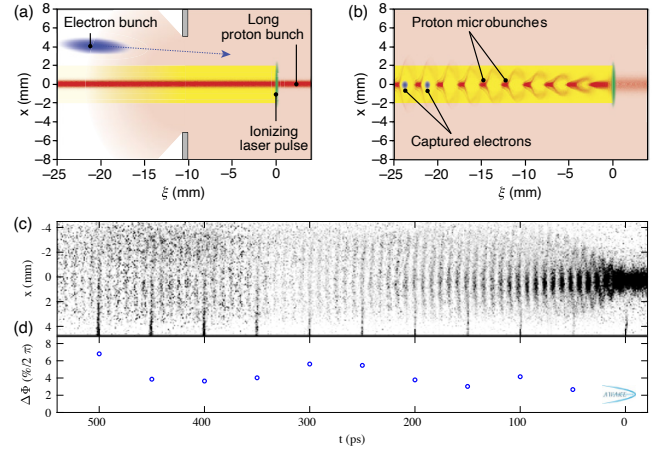 (a)
Electron bunch
Long
proton bunch
Ionizing
laser pulse
x (mm)
8
6
4
2
0
−2
−4
−6
−8
−25 −20 −15 −10 −5 0
ξ (mm)
(b)
Proton microbunches
Captured electrons
x (mm)
8
6
4
2
0
−2
−4
−6
−8
−25 −20 −15 −10 −5 0
ξ (mm)
(c)
x (mm)
-4
-2
0
2
4
(d)
ΔΦ (%/2 π)
8
6
4
2
0
500 400 300 200 100 0
t (ps)
AWAKE